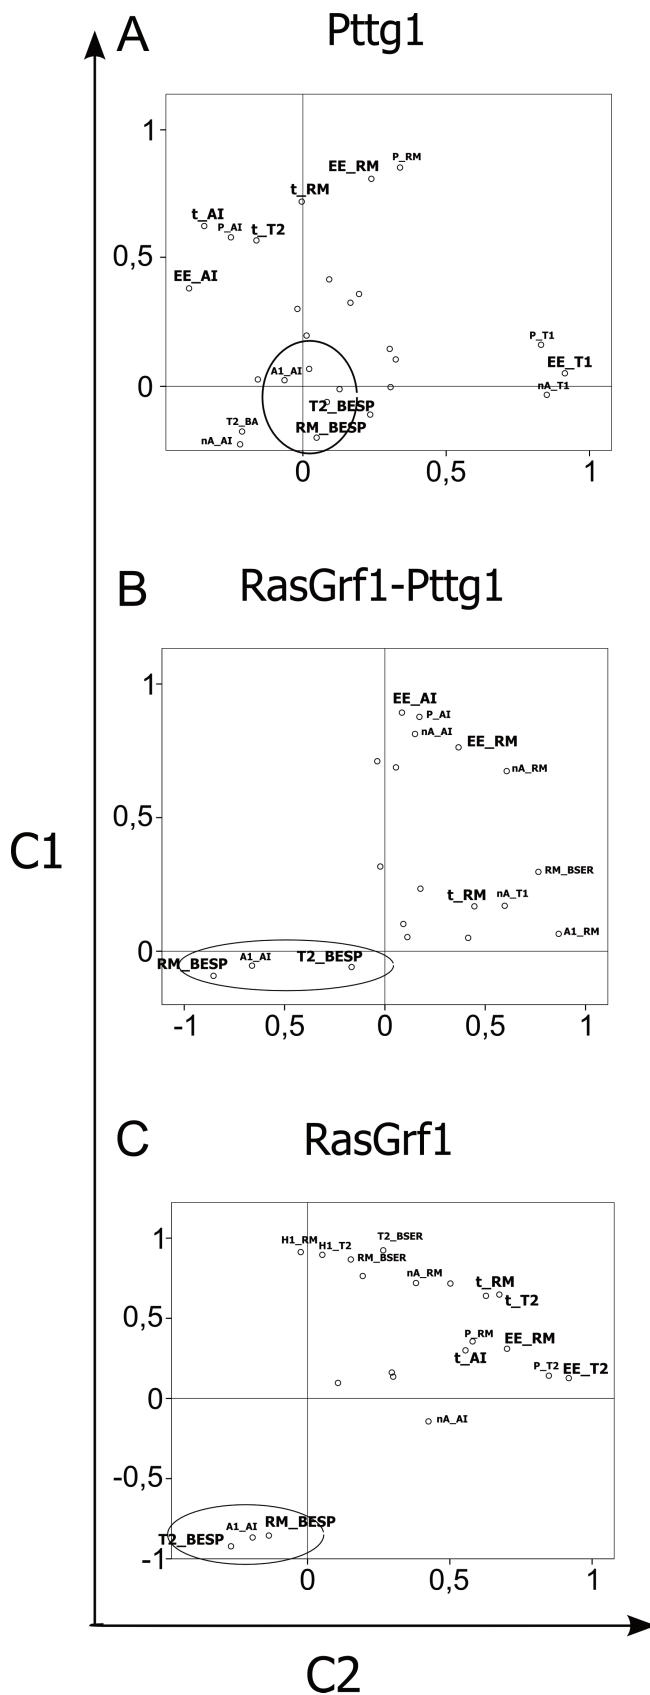 A
Pttg1
1
P_RM
EE_RM
t_RM
t_AI
P_AI
t_T2
0,5
EE_AI
P_T1
EE_T1
A1_AI
0
nA_T1
T2_BESP
T2_BA
RM_BESP
nA_AI
0
0,5
1
B
RasGrf1-Pttg1
1
EE_AI
P_AI
nA_AI
EE_RM
nA_RM
0,5
C1
RM_BSER
t_RM
nA_T1
A1_RM
0
RM_BESP
A1_AI
T2_BESP
-1
0,5
0
0,5
1
C
RasGrf1
1
H1_RM
H1_T2
T2_BSER
RM_BSER
nA_RM
t_RM
t_T2
0,5
P_RM
EE_RM
t_AI
P_T2
EE_T2
0
nA_AI
-0,5
T2_BESP
A1_AI
RM_BESP
-1
0
0,5
1
C2